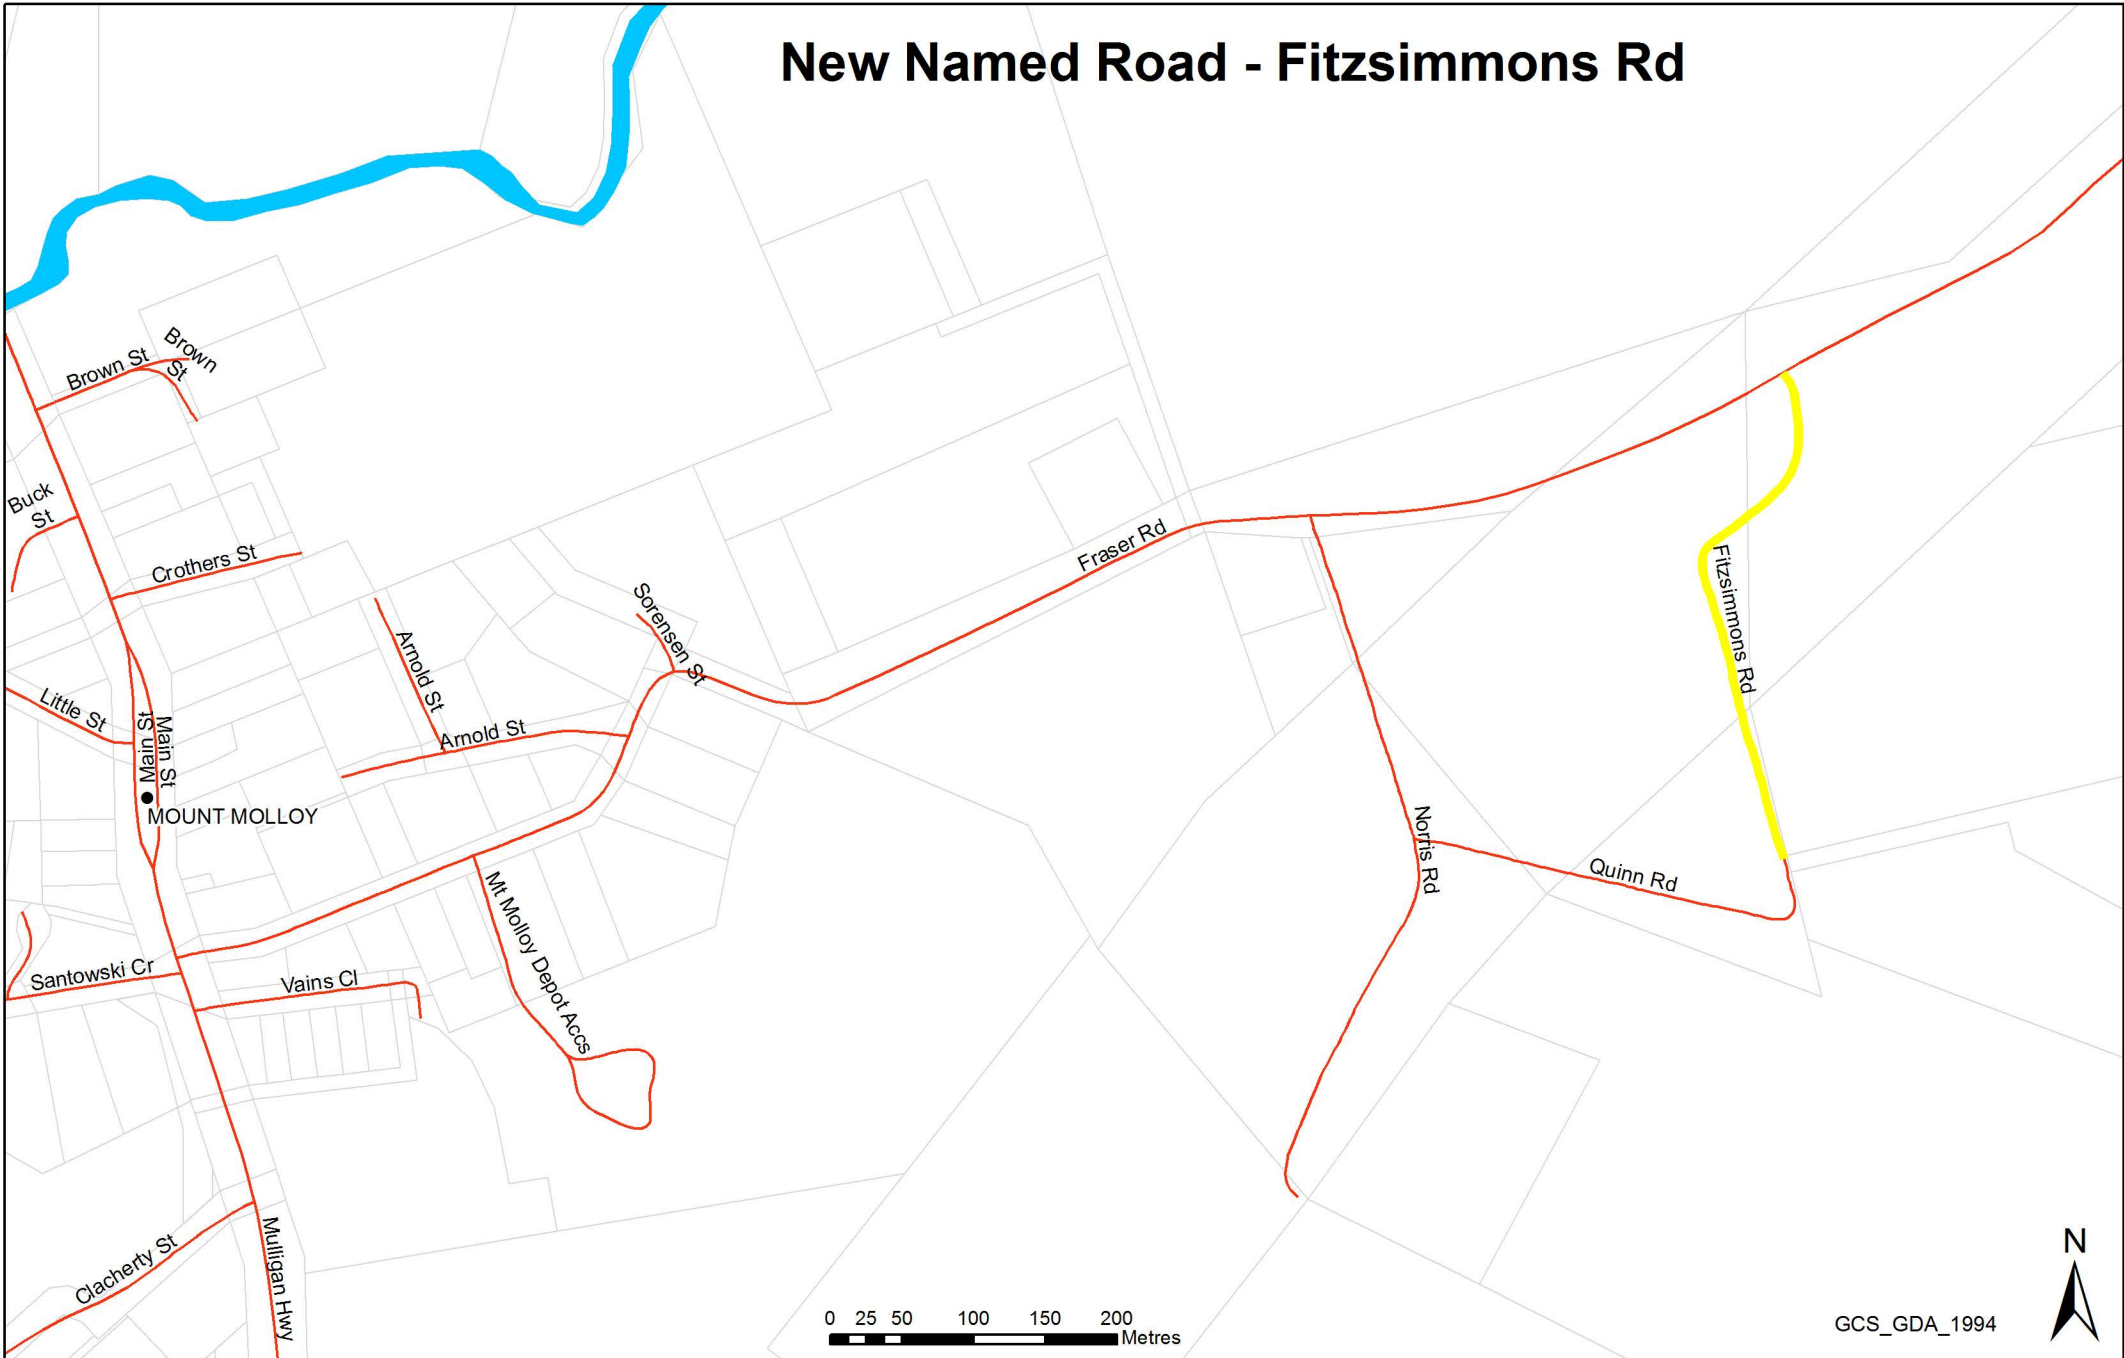 New Named Road - Fitzsimmons Rd
Brown St
Brown
St
Buck
St
Crothers St
Sorensen St
Fraser Rd
Fitzsimmons Rd
Arnold St
Arnold St
Little St
Main St
Main St
MOUNT MOLLOY
Norris Rd
Quinn Rd
Mt Molloy Depot Accs
Santowski Cr
Vains Cl
Clacherty St
Mulligan Hwy
0 25 50 100 150 200
Metres
GCS_GDA_1994
N